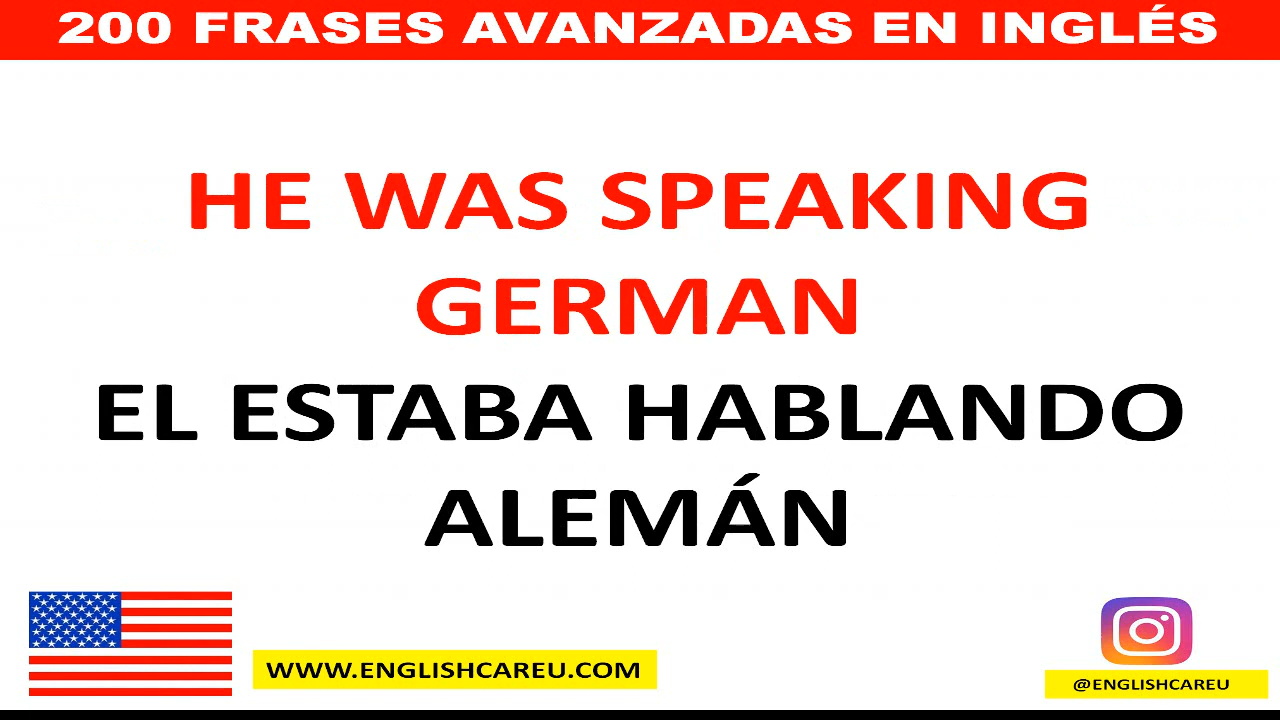 200 FRASES AVANZADAS EN INGLÉS
HE WAS SPEAKING
GERMAN
EL ESTABA HABLANDO
ALEMÁN
WWW.ENGLISHCAREU.COM
@ENGLISHCAREU